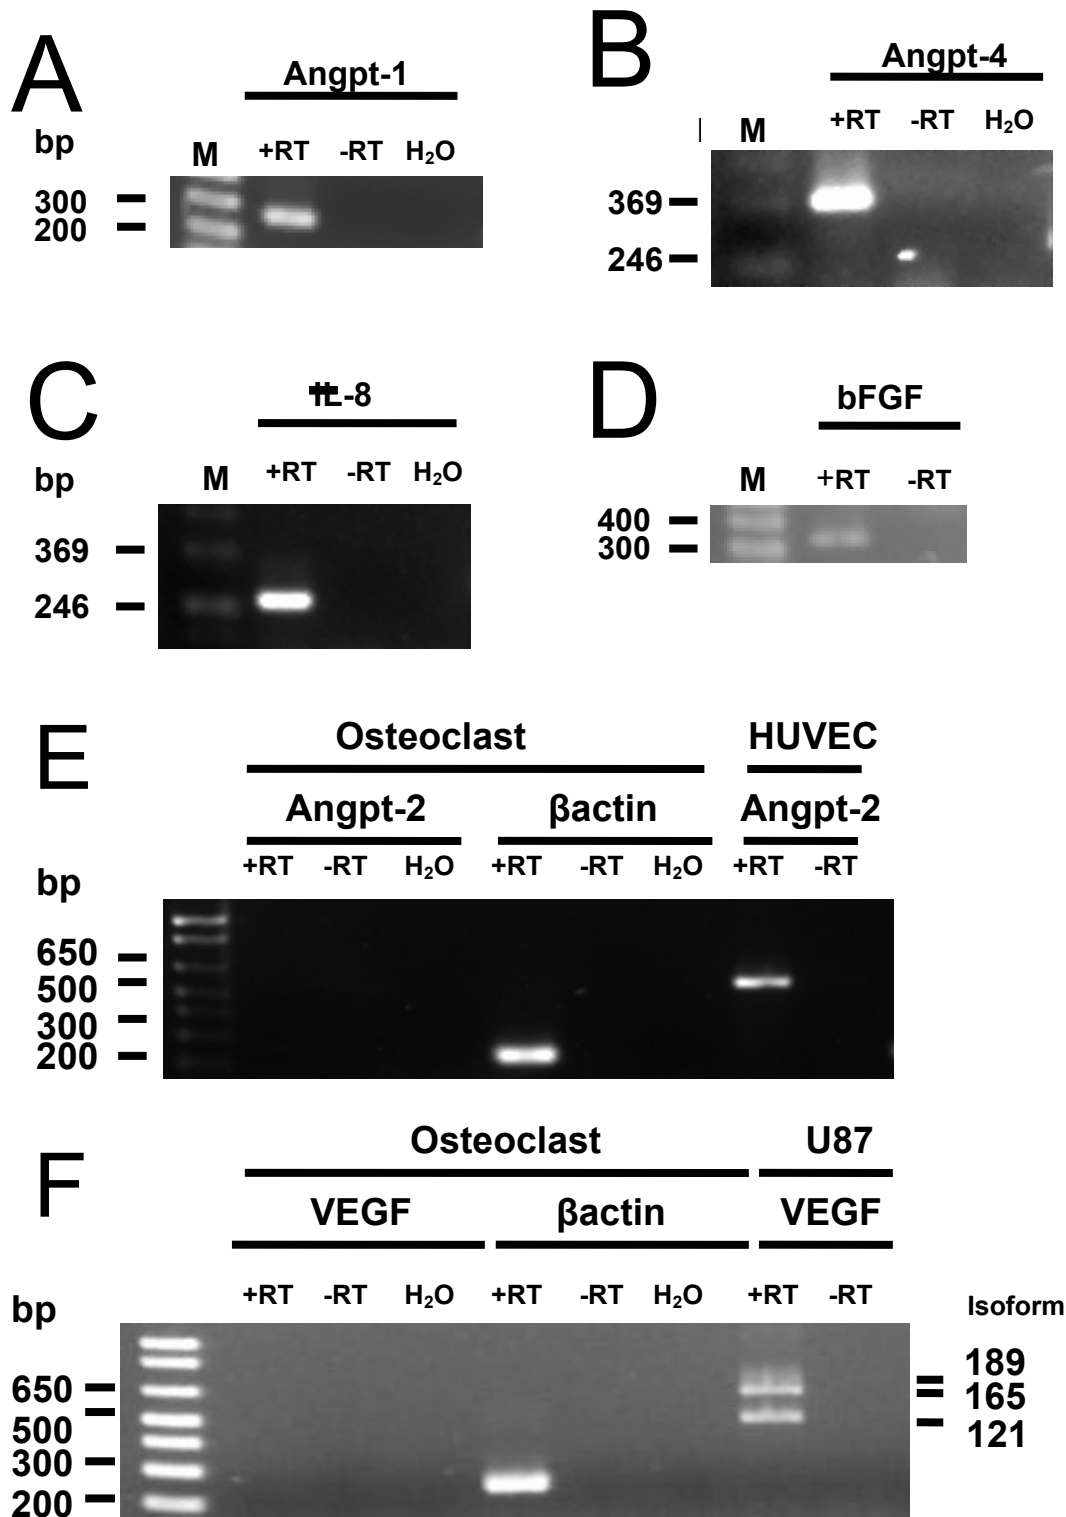 A
Angpt-1
bp
M +RT -RT H₂O
300
200
B
Angpt-4
M +RT -RT H₂O
369
246
C
IL-8
bp
M +RT -RT H₂O
369
246
D
bFGF
M +RT -RT
400
300
E
Osteoclast HUVEC
Angpt-2 βactin Angpt-2
+RT -RT H₂O +RT -RT H₂O +RT -RT
bp
650
500
300
200
F
Osteoclast U87
VEGF βactin VEGF
+RT -RT H₂O +RT -RT H₂O +RT -RT
bp Isoform
650
500
300
200
189
165
121